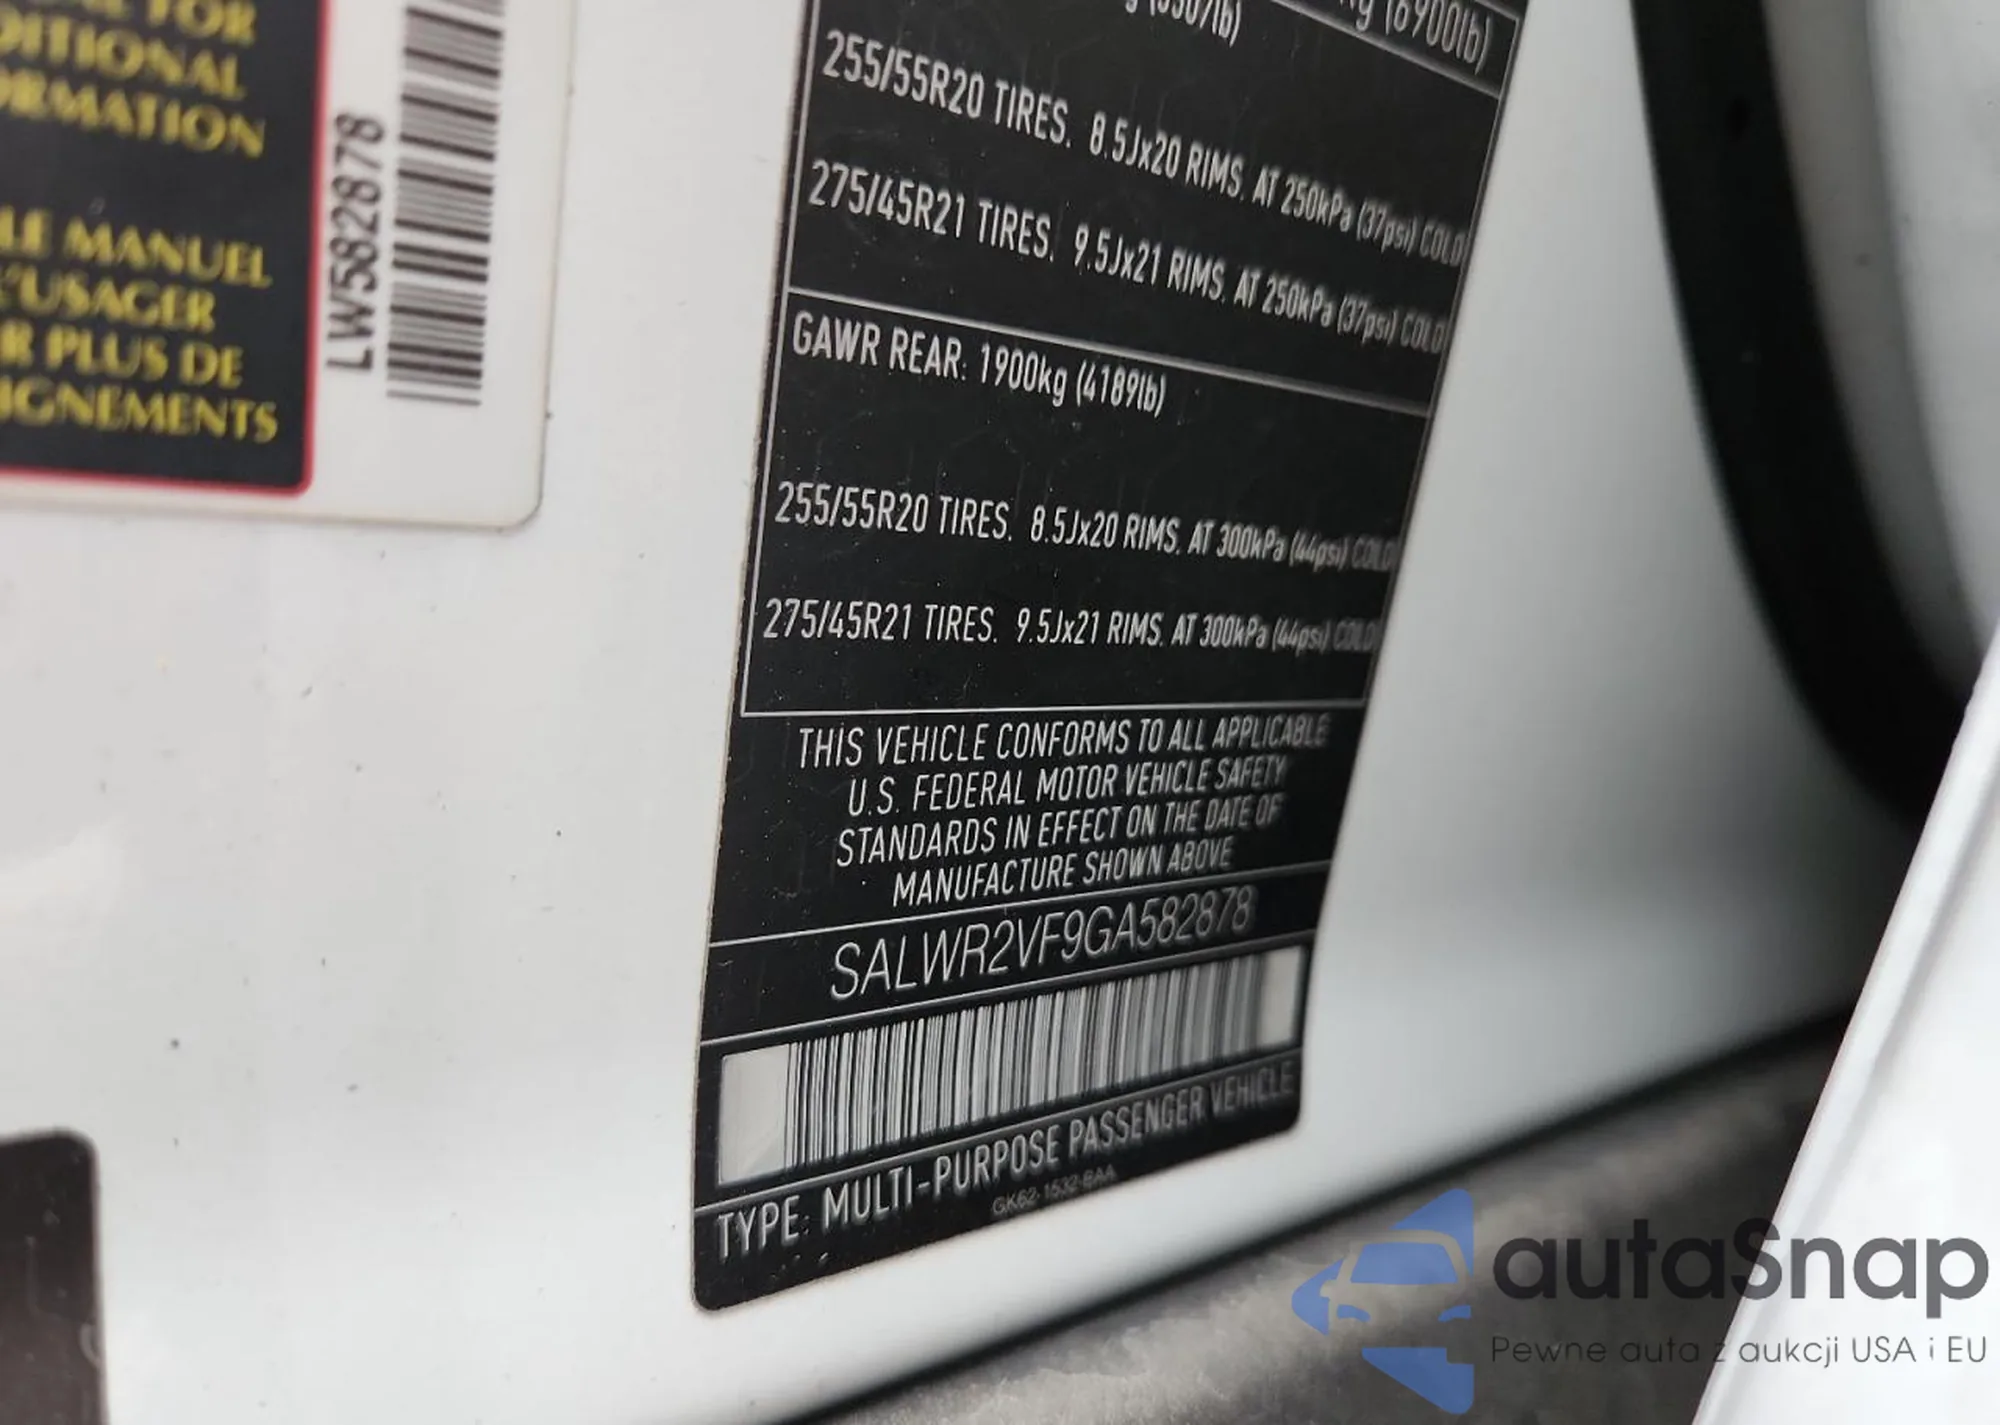 FOR
DITIONAL
ORMATION
LE MANUEL
L'USAGER
R PLUS DE
IGNEMENTS
LW582878
(6900lb)
255/55R20 TIRES. 8.5Jx20 RIMS. AT 250kPa (37psi) COLD
275/45R21 TIRES. 9.5Jx21 RIMS. AT 250kPa (37psi) COLD
GAWR REAR: 1900kg (4189lb)
255/55R20 TIRES. 8.5Jx20 RIMS. AT 300kPa (44psi) COLD
275/45R21 TIRES. 9.5Jx21 RIMS. AT 300kPa (44psi) COLD
THIS VEHICLE CONFORMS TO ALL APPLICABLE
U.S. FEDERAL MOTOR VEHICLE SAFETY
STANDARDS IN EFFECT ON THE DATE OF
MANUFACTURE SHOWN ABOVE
SALWR2VF9GA582878
TYPE: MULTI-PURPOSE PASSENGER VEHICLE
autaSnap
Pewne auta z aukcji USA i EU